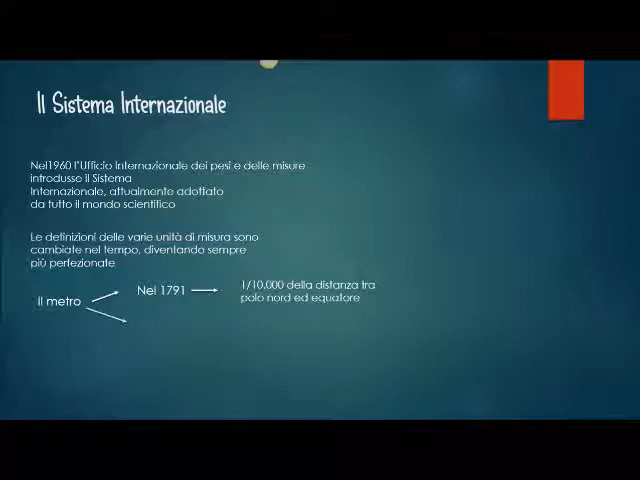 Il Sistema Internazionale
Nel1960 l'Ufficio Internazionale dei pesi e delle misure
introdusse il Sistema
Internazionale, attualmente adottato
da tutto il mondo scientifico
Le definizioni delle varie unità di misura sono
cambiate nel tempo, diventando sempre
più perfezionate
Il metro
Nel 1791
1/10.000 della distanza tra
polo nord ed equatore